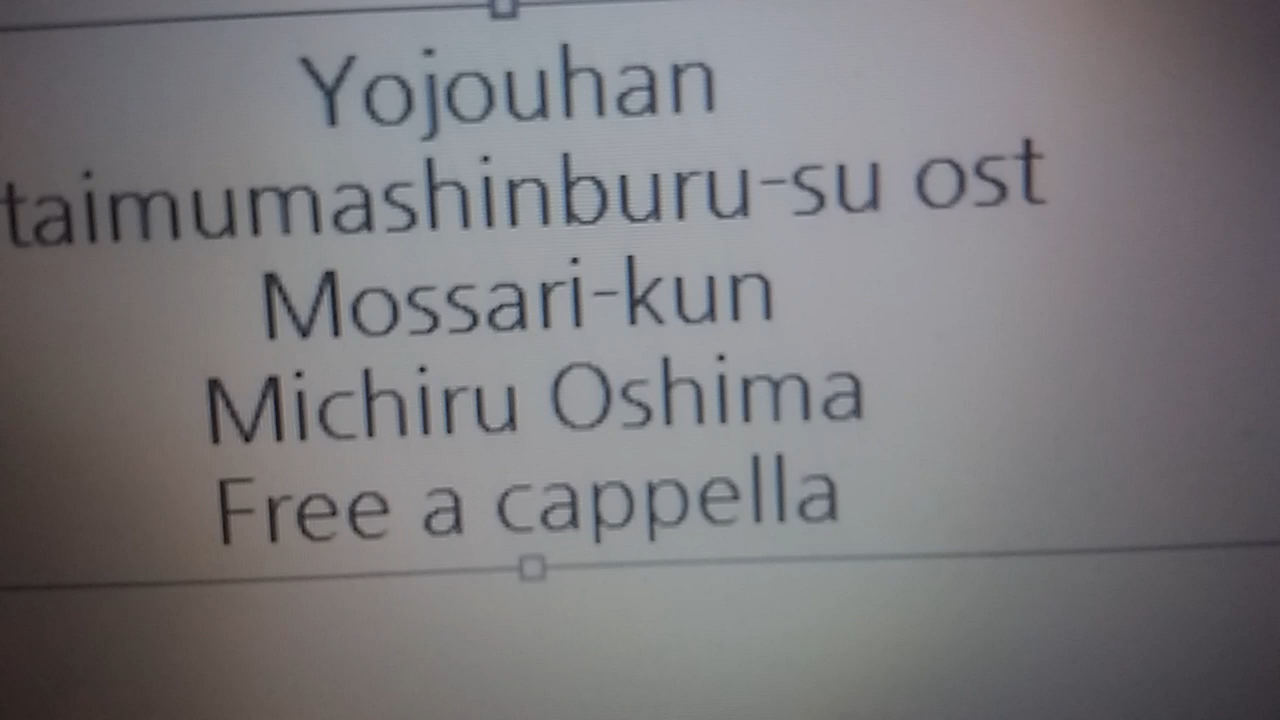 Yojouhan
taimumashinburu-su ost
Mossari-kun
Michiru Oshima
Free a cappella